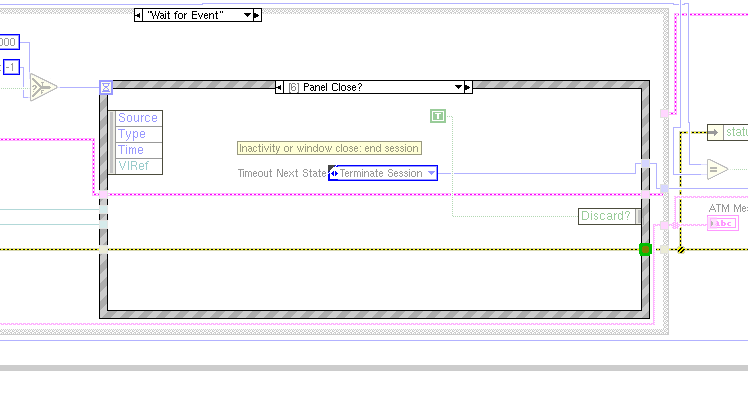 "Wait for Event"
000
-1
[6] Panel Close?
Source
Type
Time
VIRef
T
Inactivity or window close: end session
Timeout Next State
Terminate Session
Discard?
statu
=
ATM Me
abc